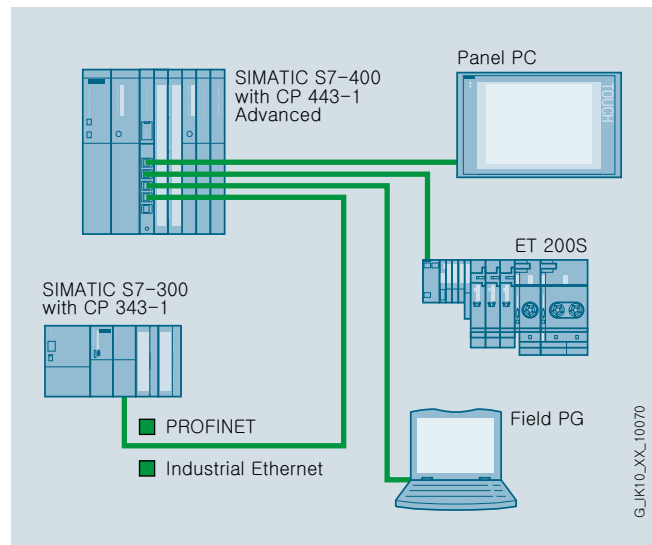 SIMATIC S7-400
with CP 443-1
Advanced
Panel PC
TOUCH
ET 200S
SIMATIC S7-300
with CP 343-1
PROFINET
Industrial Ethernet
Field PG
G_IK10_XX_10070